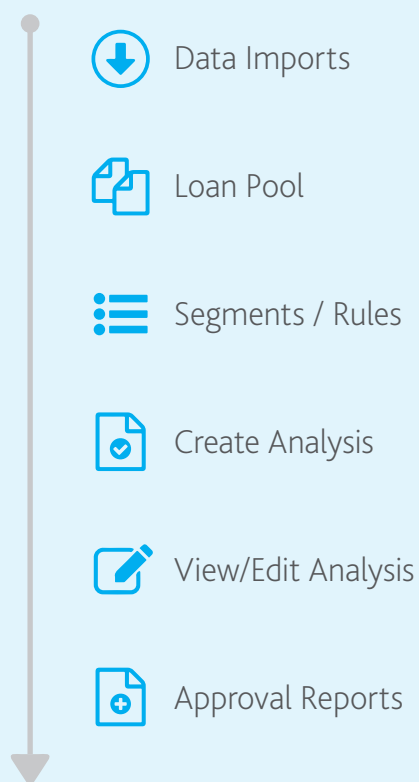 Data Imports
Loan Pool
Segments / Rules
Create Analysis
View/Edit Analysis
Approval Reports